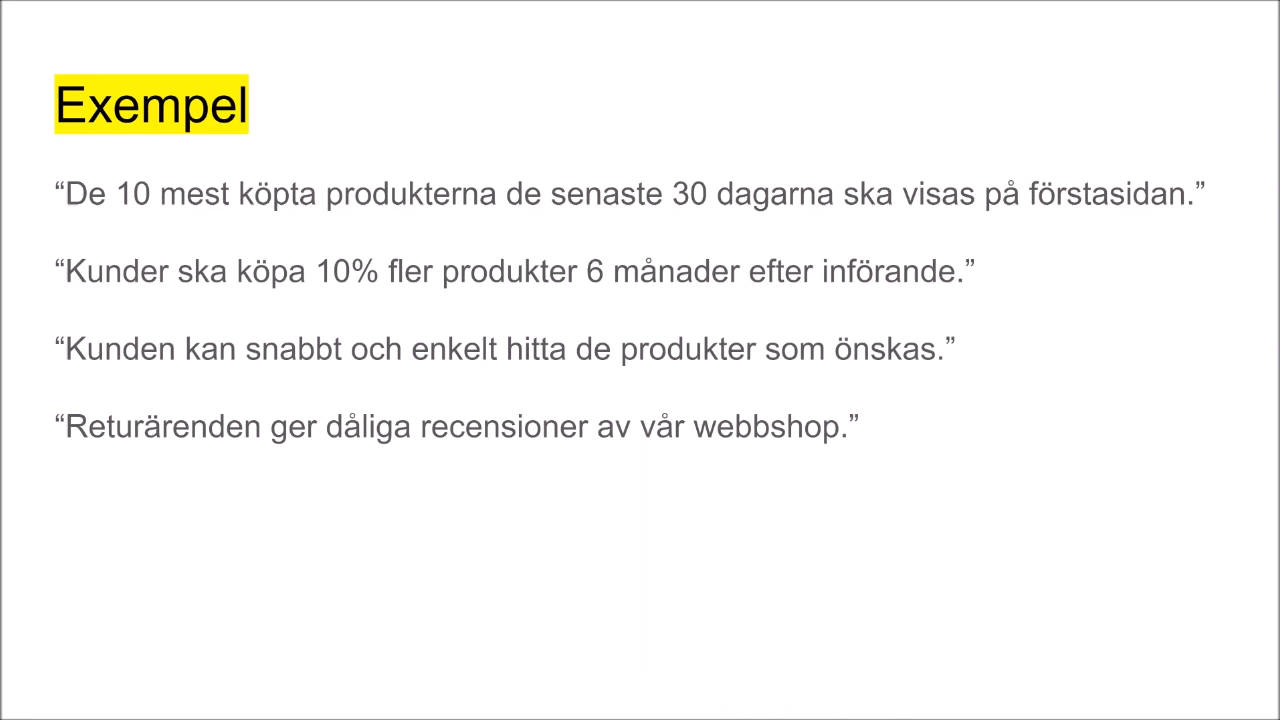 Exempel
“De 10 mest köpta produkterna de senaste 30 dagarna ska visas på förstasidan.”
“Kunder ska köpa 10% fler produkter 6 månader efter införande.”
“Kunden kan snabbt och enkelt hitta de produkter som önskas.”
“Returärenden ger dåliga recensioner av vår webbshop.”